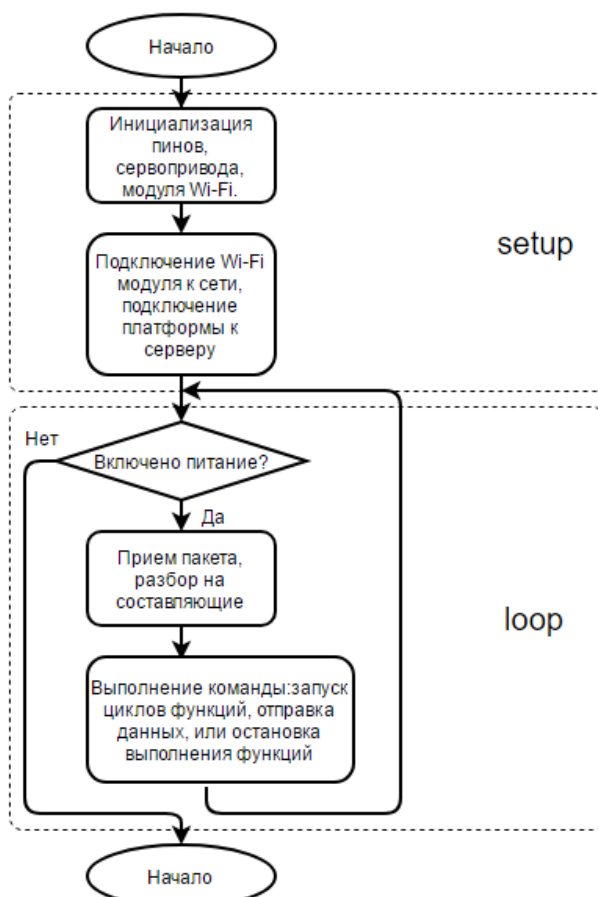 Начало
Инициализация
пинов,
сервопривода,
модуля Wi-Fi.
setup
Подключение Wi-Fi
модуля к сети,
подключение
платформы к
серверу
Нет
Включено питание?
Да
Прием пакета,
разбор на
составляющие
loop
Выполнение команды:запуск
циклов функций, отправка
данных, или остановка
выполнения функций
Начало